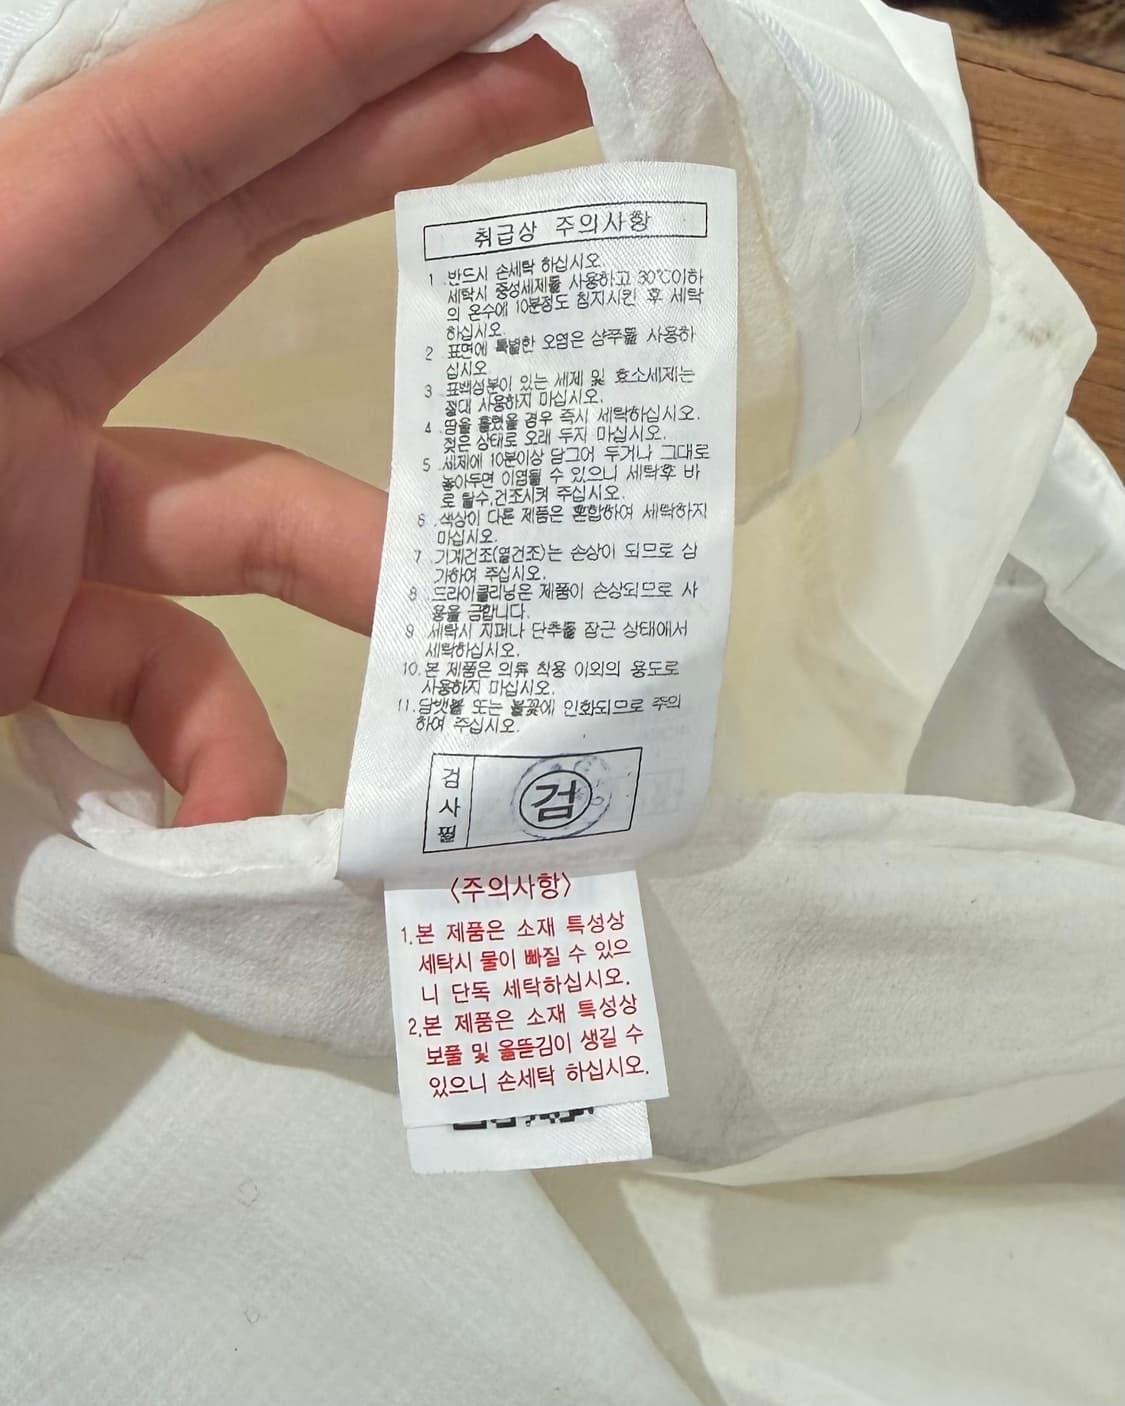 취급상 주의사항
1. 반드시 손세탁 하십시오.
세탁시 중성세제를 사용하고 30℃이하
의 온수에 10분정도 침지시킨 후 세탁
하십시오.
2. 표면에 특별한 오염은 샴푸를 사용하
십시오
3. 표백성분이 있는 세제 및 효소세제는
절대 사용하지 마십시오.
4. 땀을 흘렸을 경우 즉시 세탁하십시오.
젖은 상태로 오래 두지 마십시오.
5. 세제에 10분이상 담그어 두거나 그대로
놓아두면 이염될 수 있으니 세탁후 바
로 탈수,건조시켜 주십시오.
6. 색상이 다른 제품은 혼합하여 세탁하지
마십시오.
7. 기계건조(열건조)는 손상이 되므로 삼
가하여 주십시오.
8. 드라이클리닝은 제품이 손상되므로 사
용을 금합니다.
9. 세탁시 지퍼나 단추를 잠근 상태에서
세탁하십시오.
10. 본 제품은 의류 착용 이외의 용도로
사용하지 마십시오.
11. 담뱃불 또는 불꽃에 인화되므로 주의
하여 주십시오.
검사필
검
<주의사항>
1.본 제품은 소재 특성상
세탁시 물이 빠질 수 있으
니 단독 세탁하십시오.
2.본 제품은 소재 특성상
보풀 및 올뜯김이 생길 수
있으니 손세탁 하십시오.